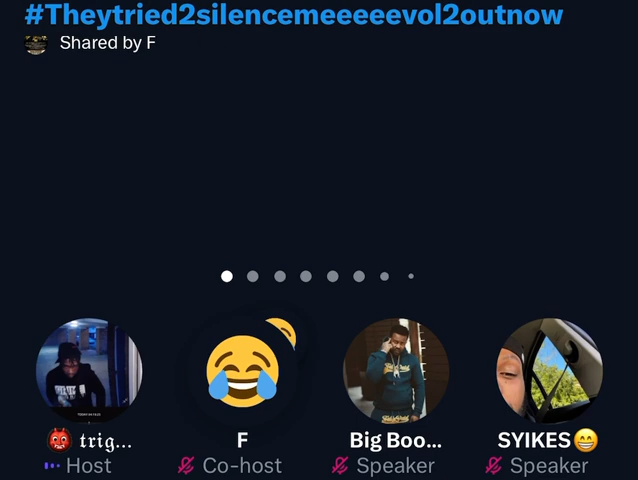 #Theytried2silencemeeeeevol2outnow
Shared by F
👹 𝖙𝖗𝖎𝖌...
F
Big Boo...
SYIKES😁
Host
Co-host
Speaker
Speaker